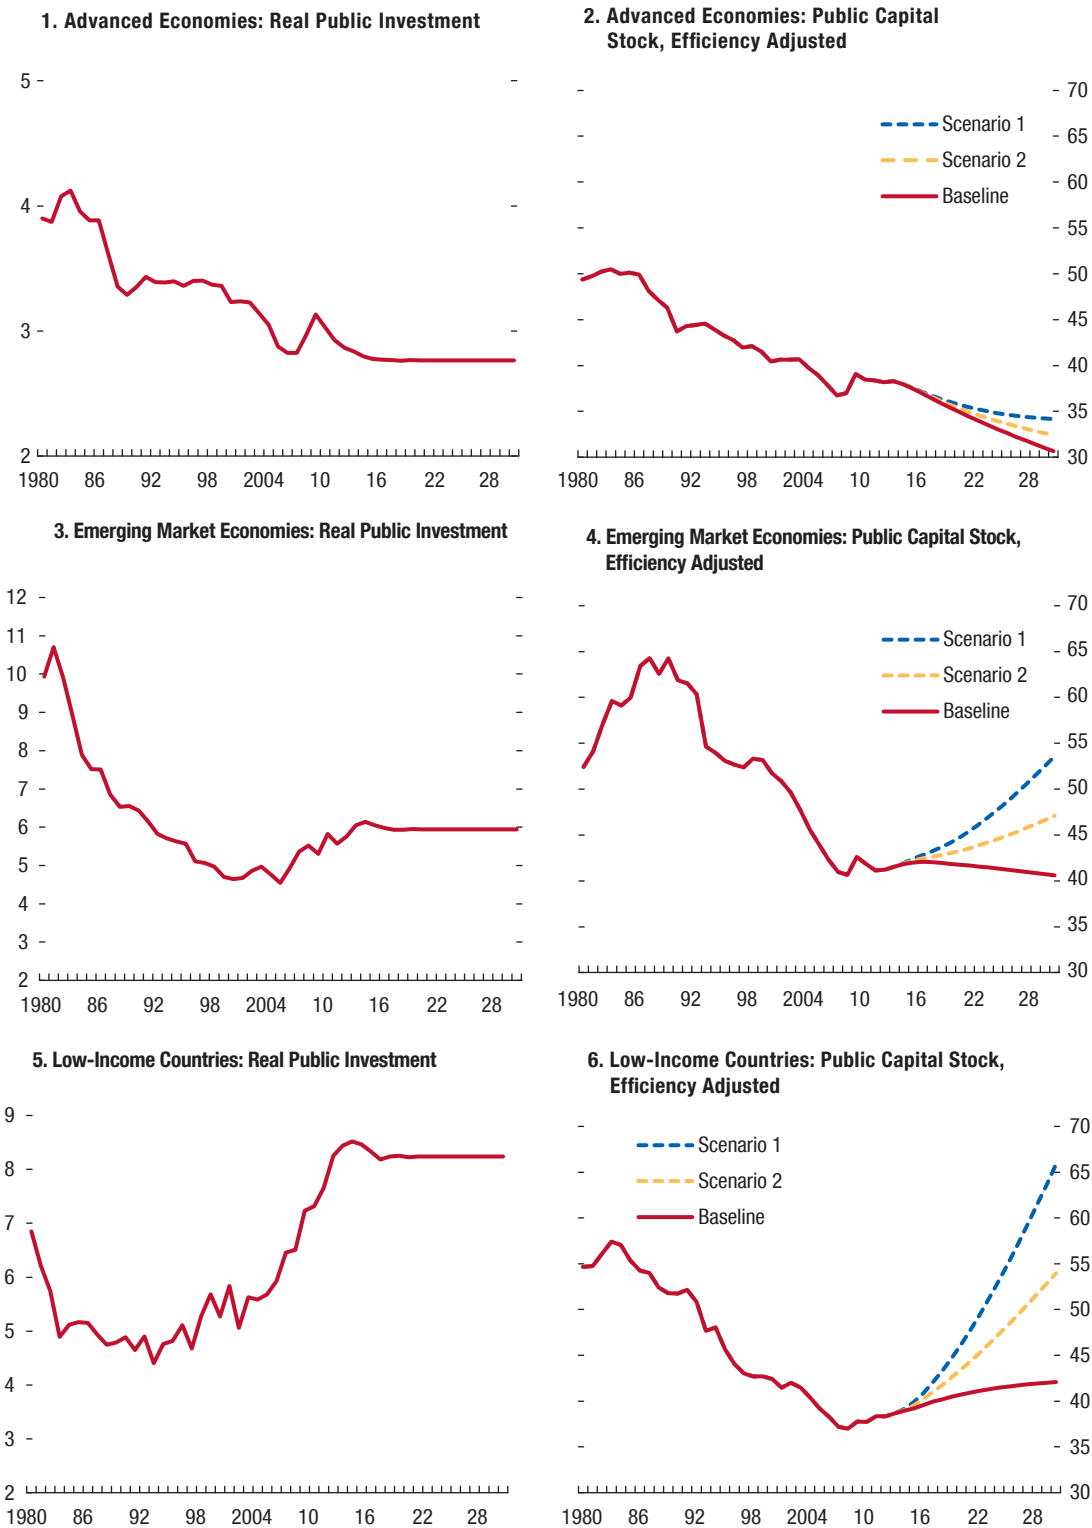 1. Advanced Economies: Real Public Investment
5
4
3
2
1980 86 92 98 2004 10 16 22 28
2. Advanced Economies: Public Capital
Stock, Efficiency Adjusted
70
65
60
55
50
45
40
35
30
Scenario 1
Scenario 2
Baseline
1980 86 92 98 2004 10 16 22 28
3. Emerging Market Economies: Real Public Investment
12
11
10
9
8
7
6
5
4
3
2
1980 86 92 98 2004 10 16 22 28
4. Emerging Market Economies: Public Capital Stock,
Efficiency Adjusted
70
65
60
55
50
45
40
35
30
Scenario 1
Scenario 2
Baseline
1980 86 92 98 2004 10 16 22 28
5. Low-Income Countries: Real Public Investment
9
8
7
6
5
4
3
2
1980 86 92 98 2004 10 16 22 28
6. Low-Income Countries: Public Capital Stock,
Efficiency Adjusted
70
65
60
55
50
45
40
35
30
Scenario 1
Scenario 2
Baseline
1980 86 92 98 2004 10 16 22 28